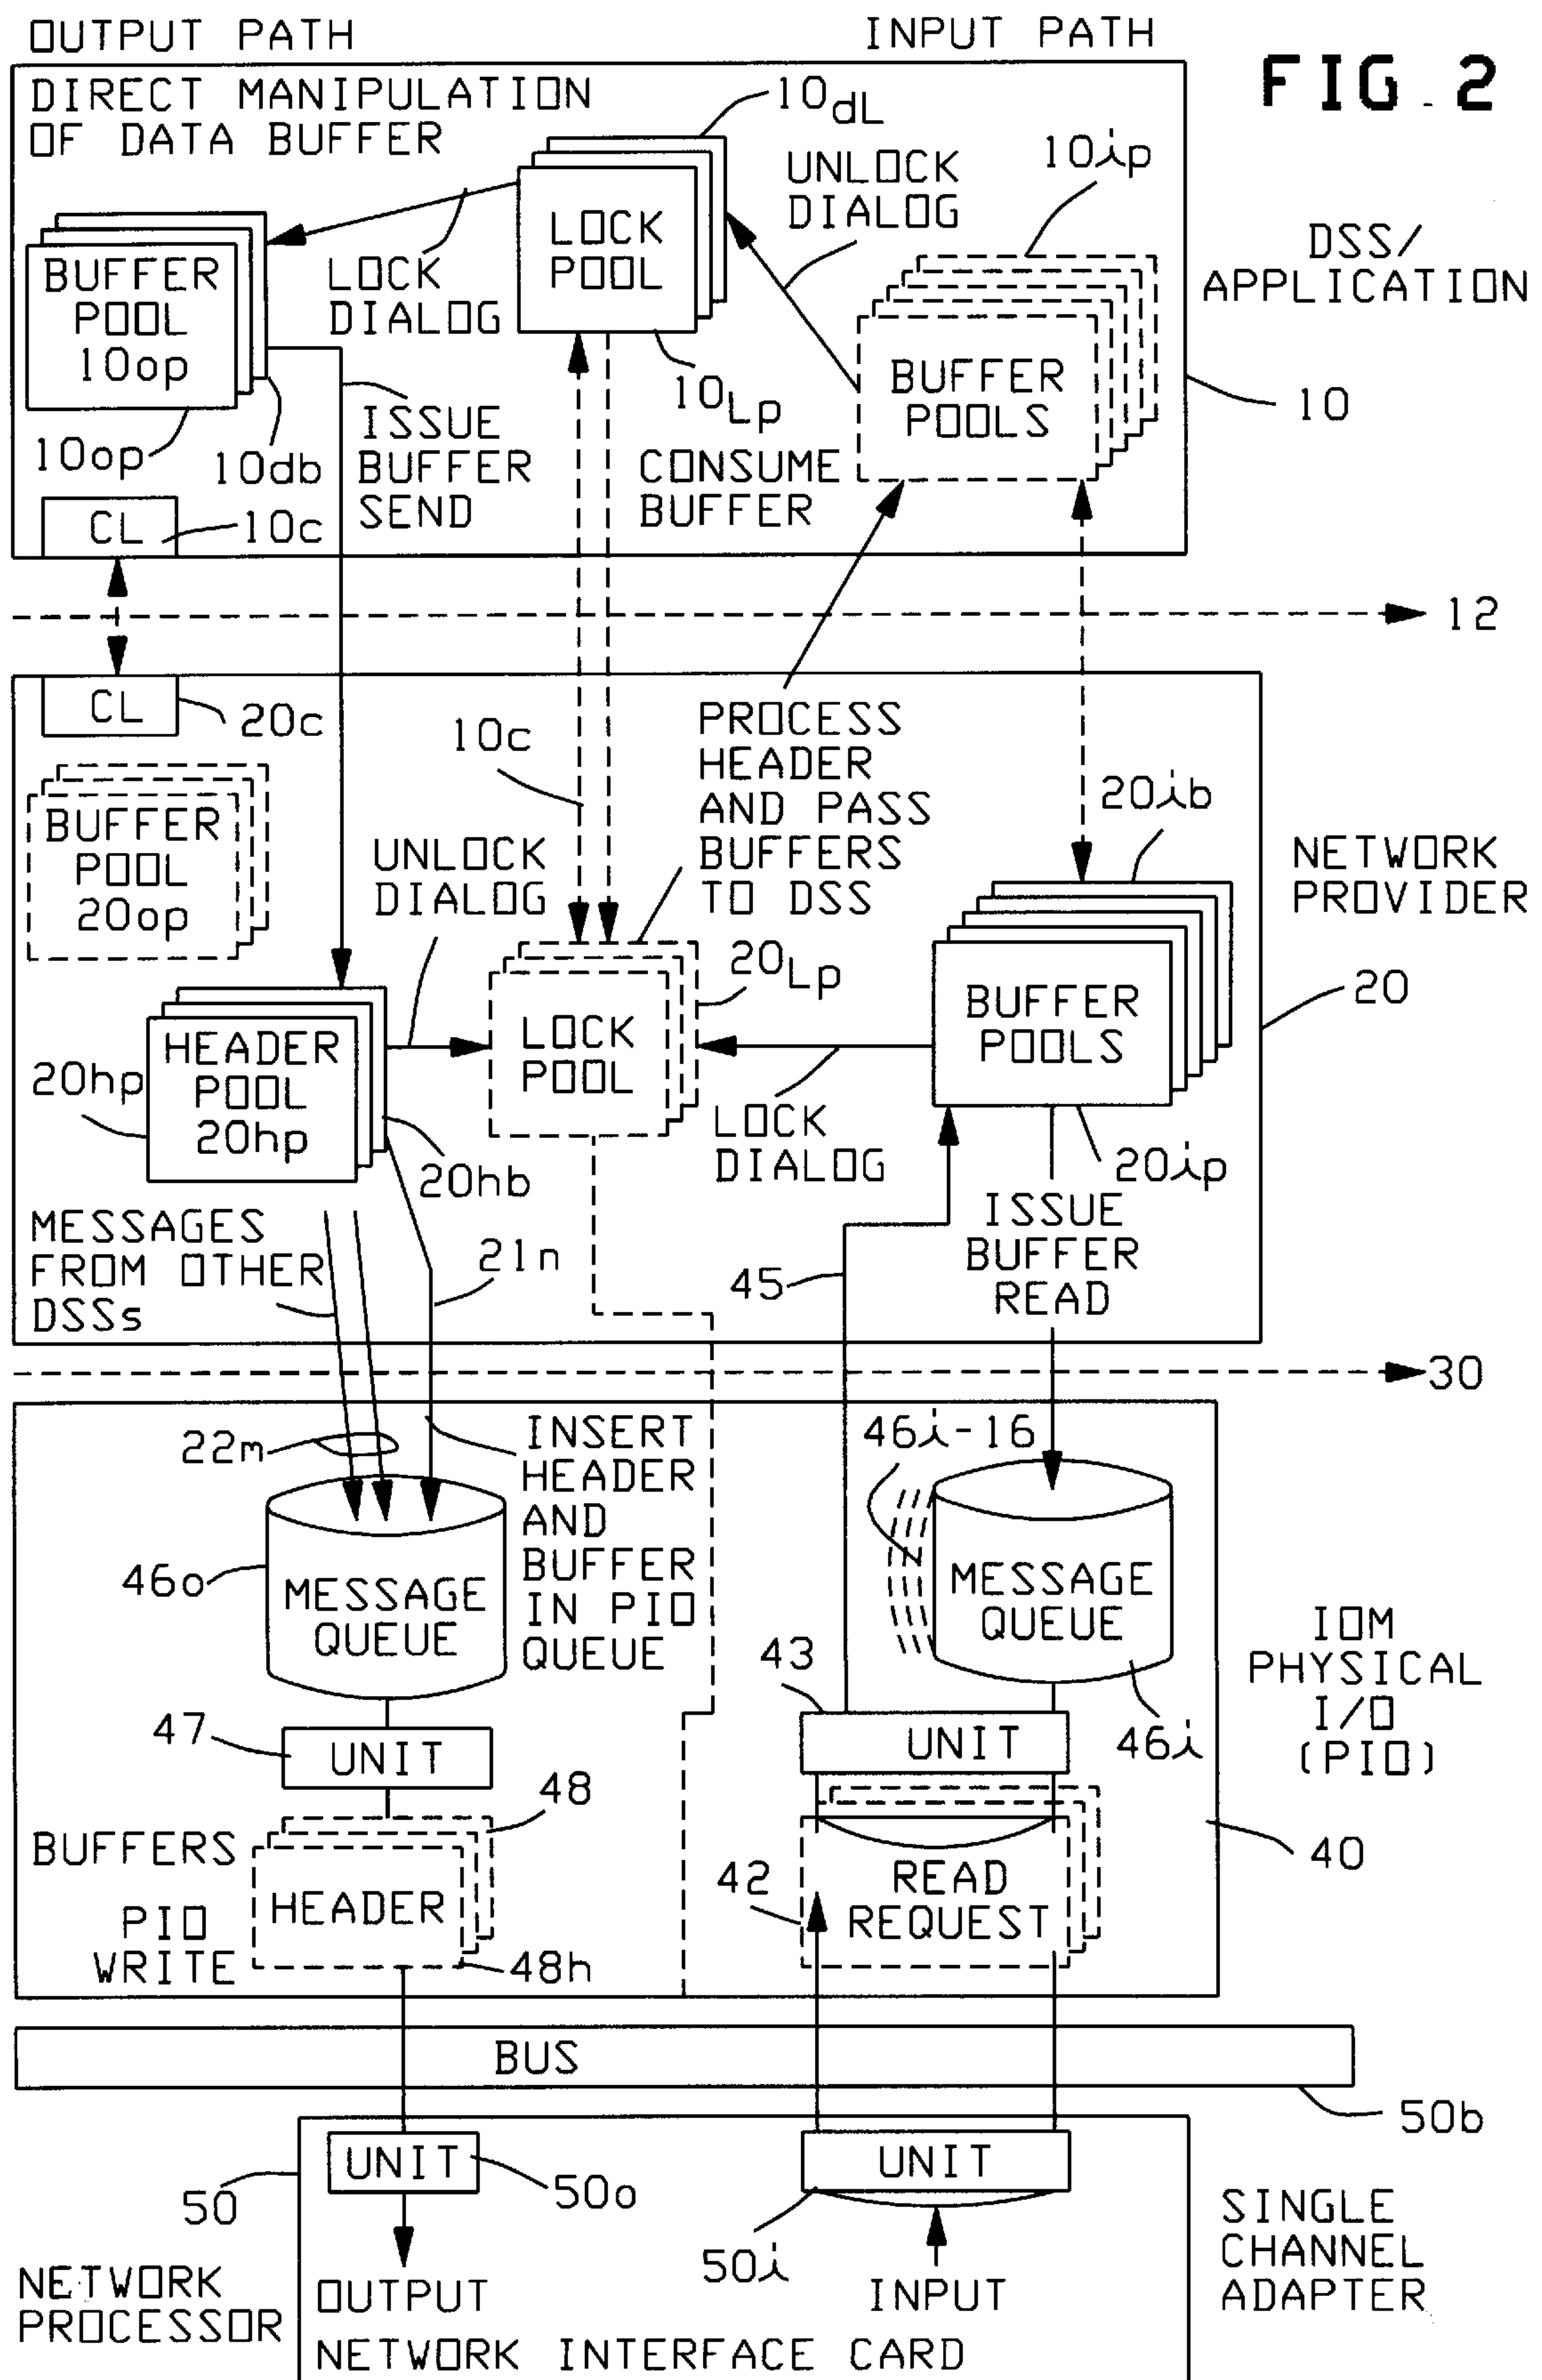 OUTPUT PATH
INPUT PATH
FIG. 2
DIRECT MANIPULATION
OF DATA BUFFER
10dL
UNLOCK
DIALOG
10ip
LOCK
POOL
DSS/
APPLICATION
BUFFER
POOL
10op
LOCK
DIALOG
BUFFER
POOLS
10
10Lp
10op
10db
ISSUE
BUFFER
SEND
CONSUME
BUFFER
CL
10c
12
CL
20c
10c
PROCESS
HEADER
AND PASS
BUFFERS
TO DSS
20ib
BUFFER
POOL
20op
UNLOCK
DIALOG
NETWORK
PROVIDER
20Lp
20
BUFFER
POOLS
LOCK
POOL
HEADER
POOL
20hp
20hp
LOCK
DIALOG
20ip
20hb
ISSUE
BUFFER
READ
MESSAGES
FROM OTHER
DSSs
21n
45
30
22m
INSERT
HEADER
AND
BUFFER
IN PIO
QUEUE
46i-16
46o
MESSAGE
QUEUE
MESSAGE
QUEUE
IOM
PHYSICAL
I/O
(PIO)
43
47
UNIT
UNIT
46i
48
BUFFERS
40
PIO
WRITE
HEADER
42
READ
REQUEST
48h
BUS
50b
UNIT
50o
UNIT
50
50i
SINGLE
CHANNEL
ADAPTER
NETWORK
PROCESSOR
OUTPUT
INPUT
NETWORK INTERFACE CARD